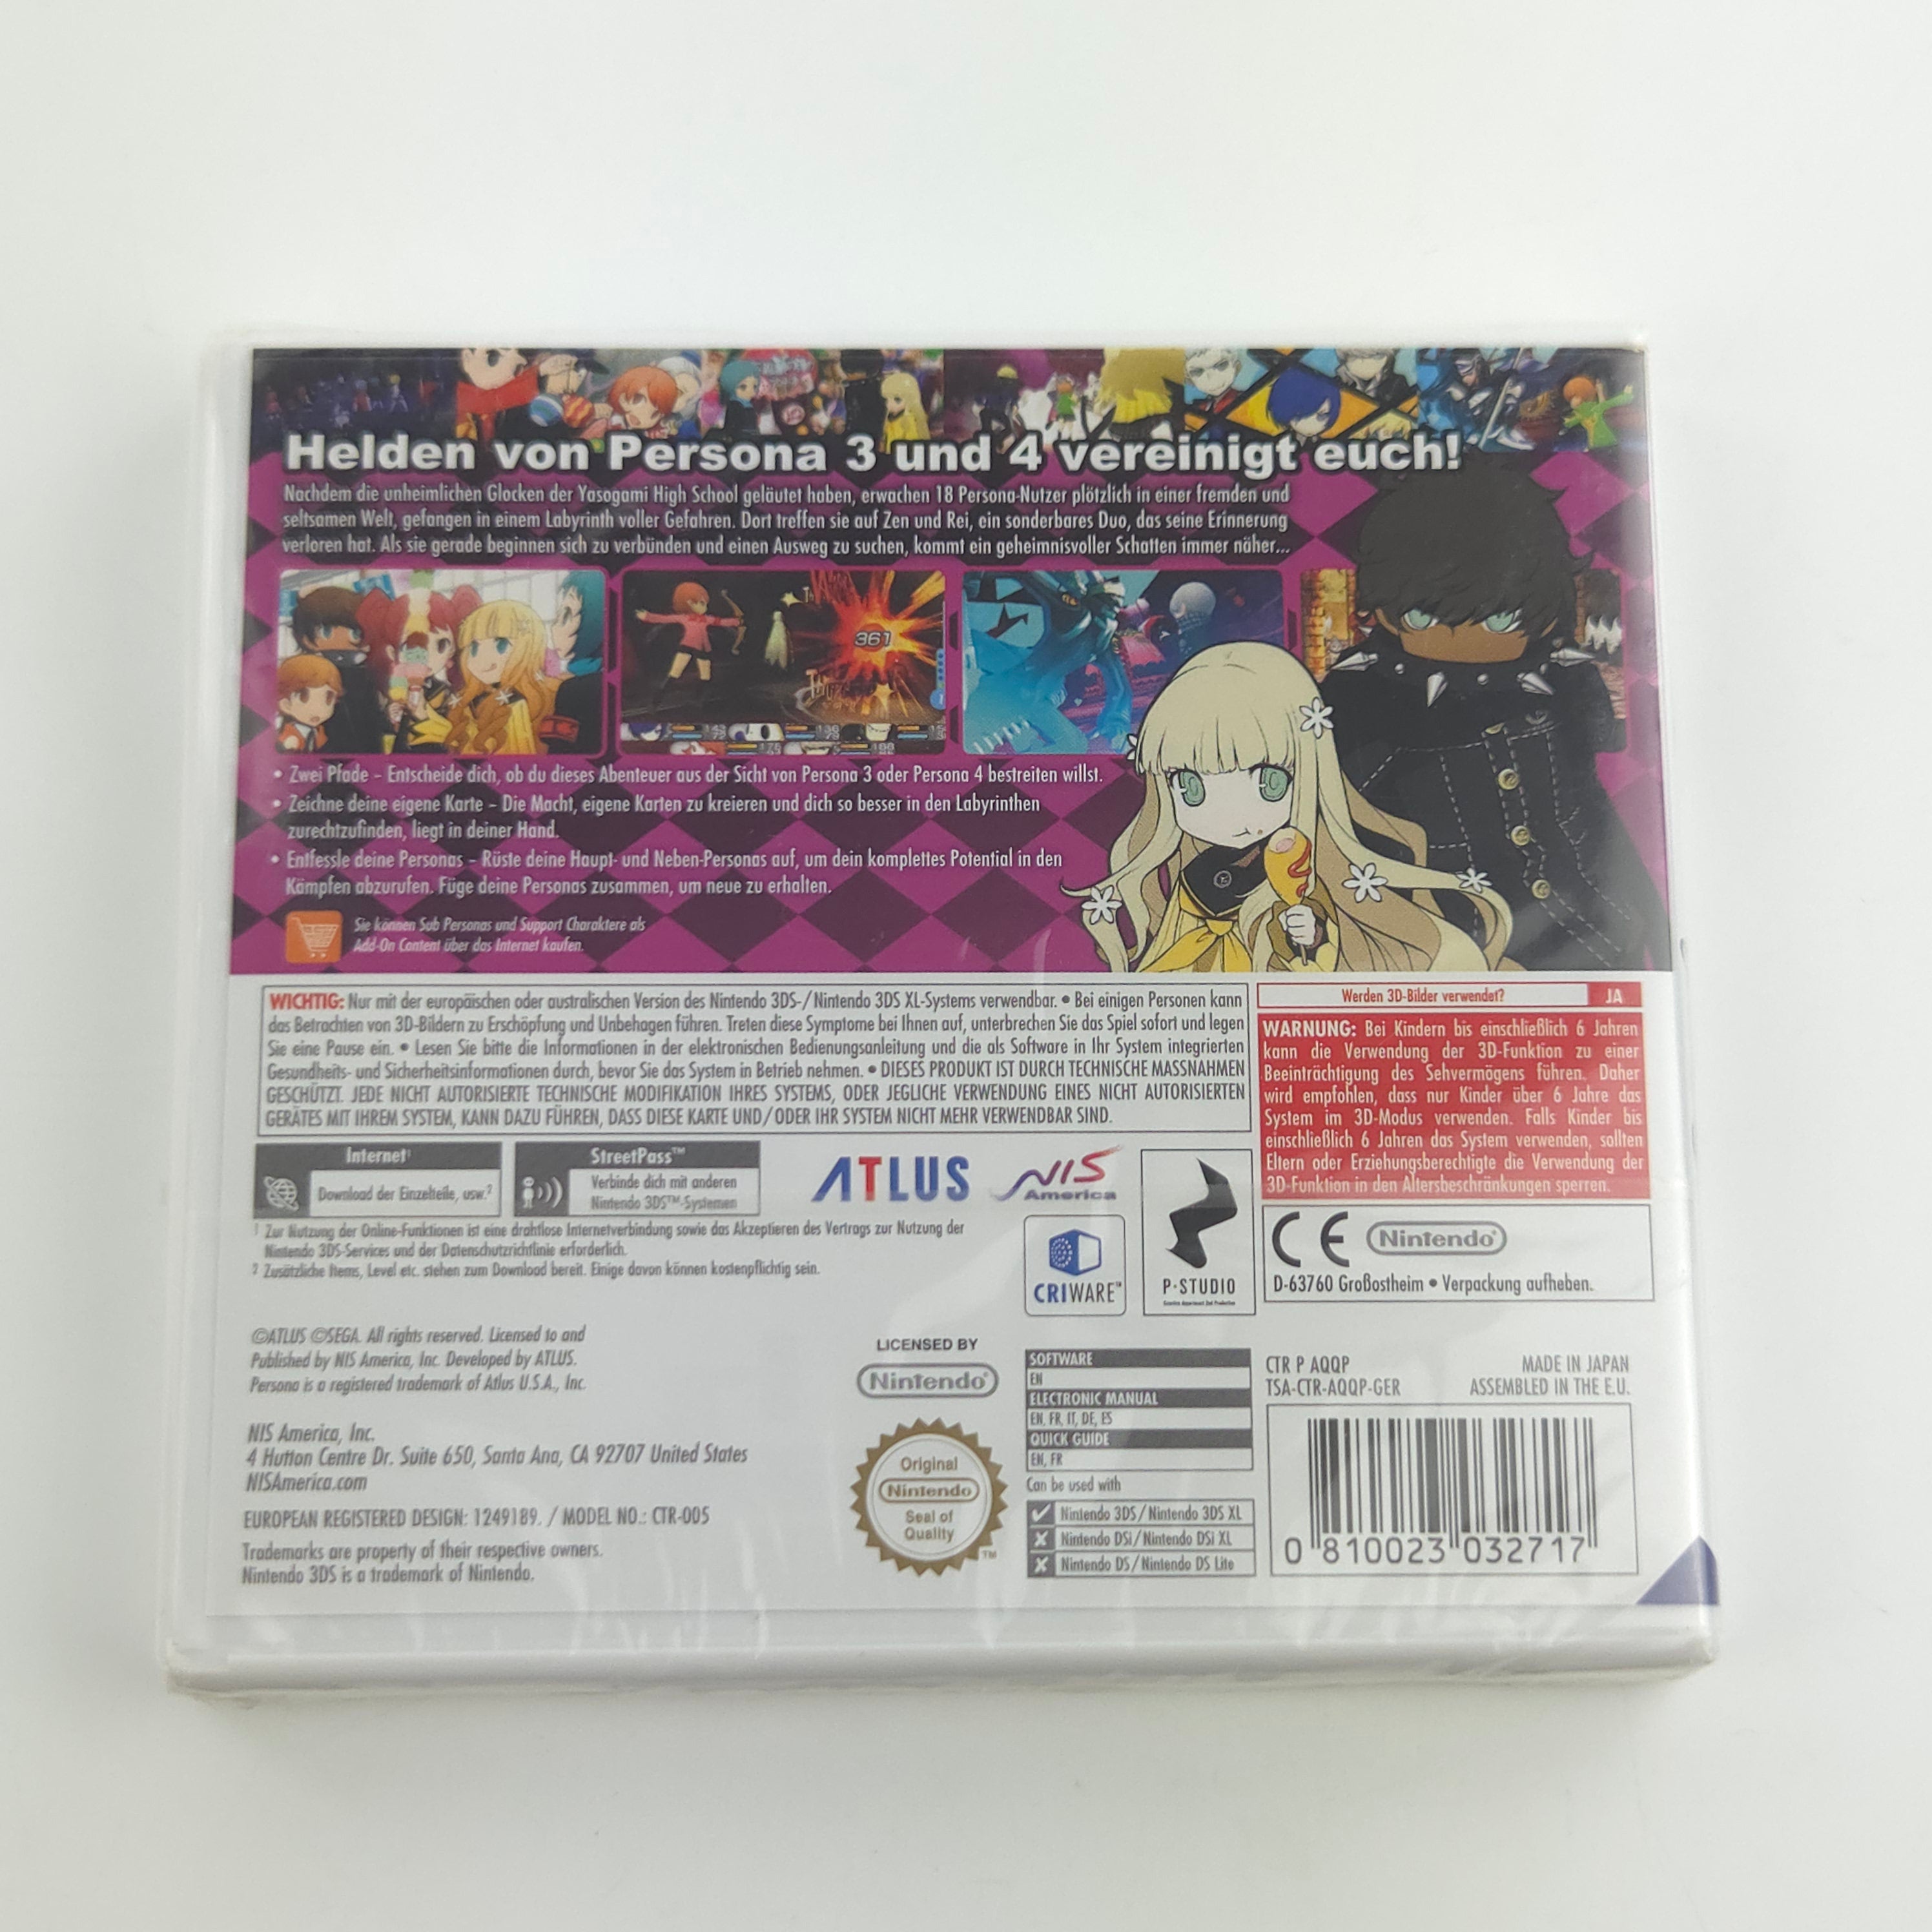 Helden von Persona 3 und 4 vereinigt euch!
Nachdem die unheimlichen Glocken der Yasogami High School geläutet haben, erwachen 18 Persona-Nutzer plötzlich in einer fremden und
seltsamen Welt, gefangen in einem Labyrinth voller Gefahren. Dort treffen sie auf Zen und Rei, ein sonderbares Duo, das seine Erinnerung
verloren hat. Als sie gerade beginnen sich zu verbünden und einen Ausweg zu suchen, kommt ein geheimnisvoller Schatten immer näher...
361
• Zwei Pfade – Entscheide dich, ob du dieses Abenteuer aus der Sicht von Persona 3 oder Persona 4 bestreiten willst.
• Zeichne deine eigene Karte – Die Macht, eigene Karten zu kreieren und dich so besser in den Labyrinthen
zurechtzufinden, liegt in deiner Hand.
• Entfessle deine Personas – Rüste deine Haupt- und Neben-Personas auf, um dein komplettes Potential in den
Kämpfen abzurufen. Füge deine Personas zusammen, um neue zu erhalten.
Sie können Sub Personas und Support Charaktere als
Add-On Content über das Internet kaufen.
WICHTIG: Nur mit der europäischen oder australischen Version des Nintendo 3DS-/Nintendo 3DS XL-Systems verwendbar. • Bei einigen Personen kann
das Betrachten von 3D-Bildern zu Erschöpfung und Unbehagen führen. Treten diese Symptome bei Ihnen auf, unterbrechen Sie das Spiel sofort und legen
Sie eine Pause ein. • Lesen Sie bitte die Informationen in der elektronischen Bedienungsanleitung und die als Software in Ihr System integrierten
Gesundheits- und Sicherheitsinformationen durch, bevor Sie das System in Betrieb nehmen. • DIESES PRODUKT IST DURCH TECHNISCHE MASSNAHMEN
GESCHÜTZT. JEDE NICHT AUTORISIERTE TECHNISCHE MODIFIKATION IHRES SYSTEMS, ODER JEGLICHE VERWENDUNG EINES NICHT AUTORISIERTEN
GERÄTES MIT IHREM SYSTEM, KANN DAZU FÜHREN, DASS DIESE KARTE UND/ODER IHR SYSTEM NICHT MEHR VERWENDBAR SIND.
Werden 3D-Bilder verwendet? JA
WARNUNG: Bei Kindern bis einschließlich 6 Jahren
kann die Verwendung der 3D-Funktion zu einer
Beeinträchtigung des Sehvermögens führen. Daher
wird empfohlen, dass nur Kinder über 6 Jahre das
System im 3D-Modus verwenden. Falls Kinder bis
einschließlich 6 Jahren das System verwenden, sollten
Eltern oder Erziehungsberechtigte die Verwendung der
3D-Funktion in den Altersbeschränkungen sperren.
Internet¹
Download der Einzelteile, usw.²
StreetPass™
Verbinde dich mit anderen
Nintendo 3DS™-Systemen
ATLUS
NIS
America
CRIWARE™
P-STUDIO
CE Nintendo®
D-63760 Großostheim • Verpackung aufheben.
¹ Zur Nutzung der Online-Funktionen ist eine drahtlose Internetverbindung sowie das Akzeptieren des Vertrags zur Nutzung der
Nintendo 3DS-Services und der Datenschutzrichtlinie erforderlich.
² Zusätzliche Items, Level etc. stehen zum Download bereit. Einige davon können kostenpflichtig sein.
©ATLUS ©SEGA. All rights reserved. Licensed to and
Published by NIS America, Inc. Developed by ATLUS.
Persona is a registered trademark of Atlus U.S.A., Inc.
NIS America, Inc.
4 Hutton Centre Dr. Suite 650, Santa Ana, CA 92707 United States
NISAmerica.com
EUROPEAN REGISTERED DESIGN: 1249189. / MODEL NO.: CTR-005
Trademarks are property of their respective owners.
Nintendo 3DS is a trademark of Nintendo.
LICENSED BY
Nintendo®
Original
Nintendo
Seal of
Quality
™
SOFTWARE
EN
ELECTRONIC MANUAL
EN, FR, IT, DE, ES
QUICK GUIDE
EN, FR
Can be used with
Nintendo 3DS/Nintendo 3DS XL
Nintendo DSi/Nintendo DSi XL
Nintendo DS/Nintendo DS Lite
CTR P AQQP
TSA-CTR-AQQP-GER
MADE IN JAPAN
ASSEMBLED IN THE E.U.
0 810023 032717